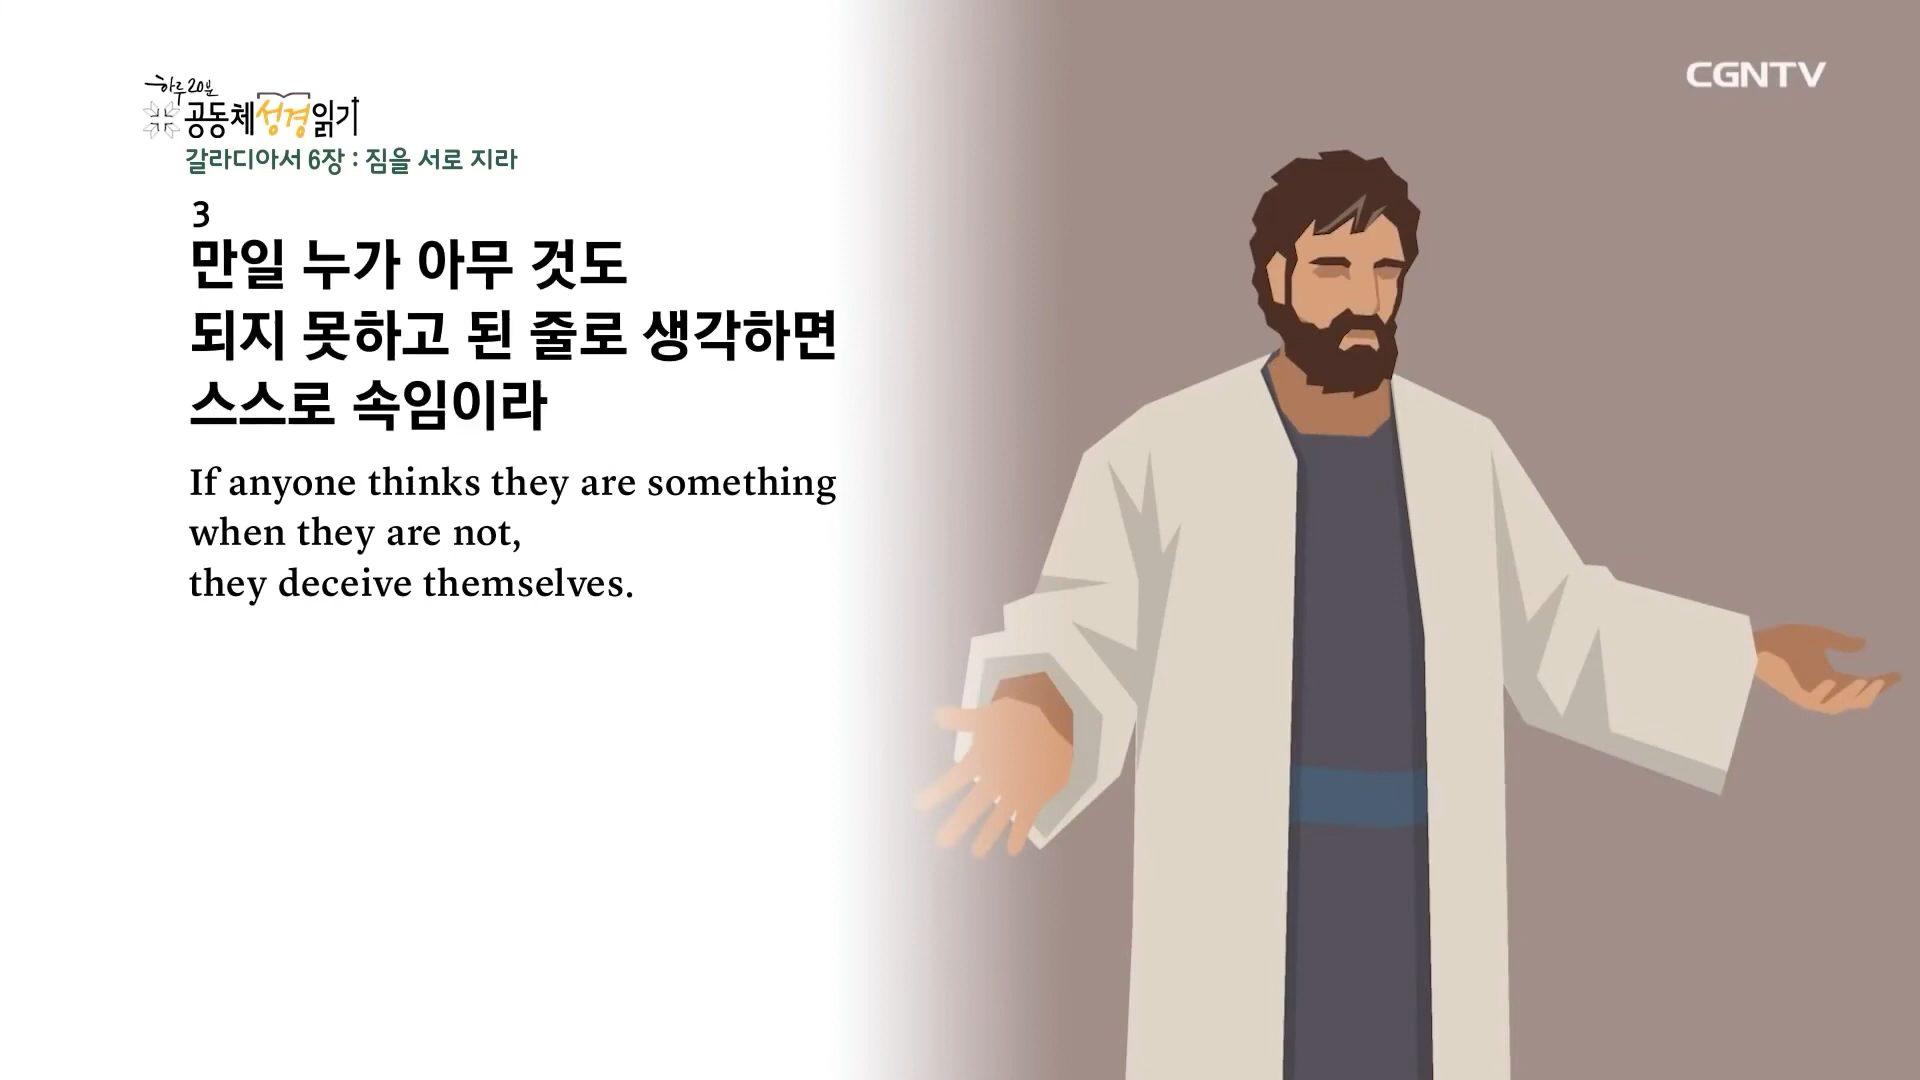 하루 20분
공동체성경읽기
갈라디아서 6장 : 짐을 서로 지라
3
만일 누가 아무 것도
되지 못하고 된 줄로 생각하면
스스로 속임이라
If anyone thinks they are something
when they are not,
they deceive themselves.
CGNTV